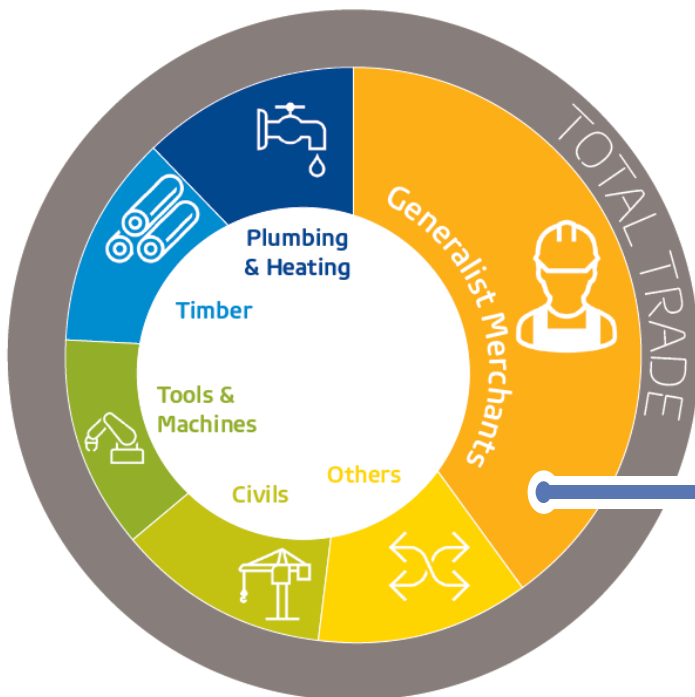 TOTAL TRADE
Generalist Merchants
Plumbing
& Heating
Timber
Tools &
Machines
Civils
Others